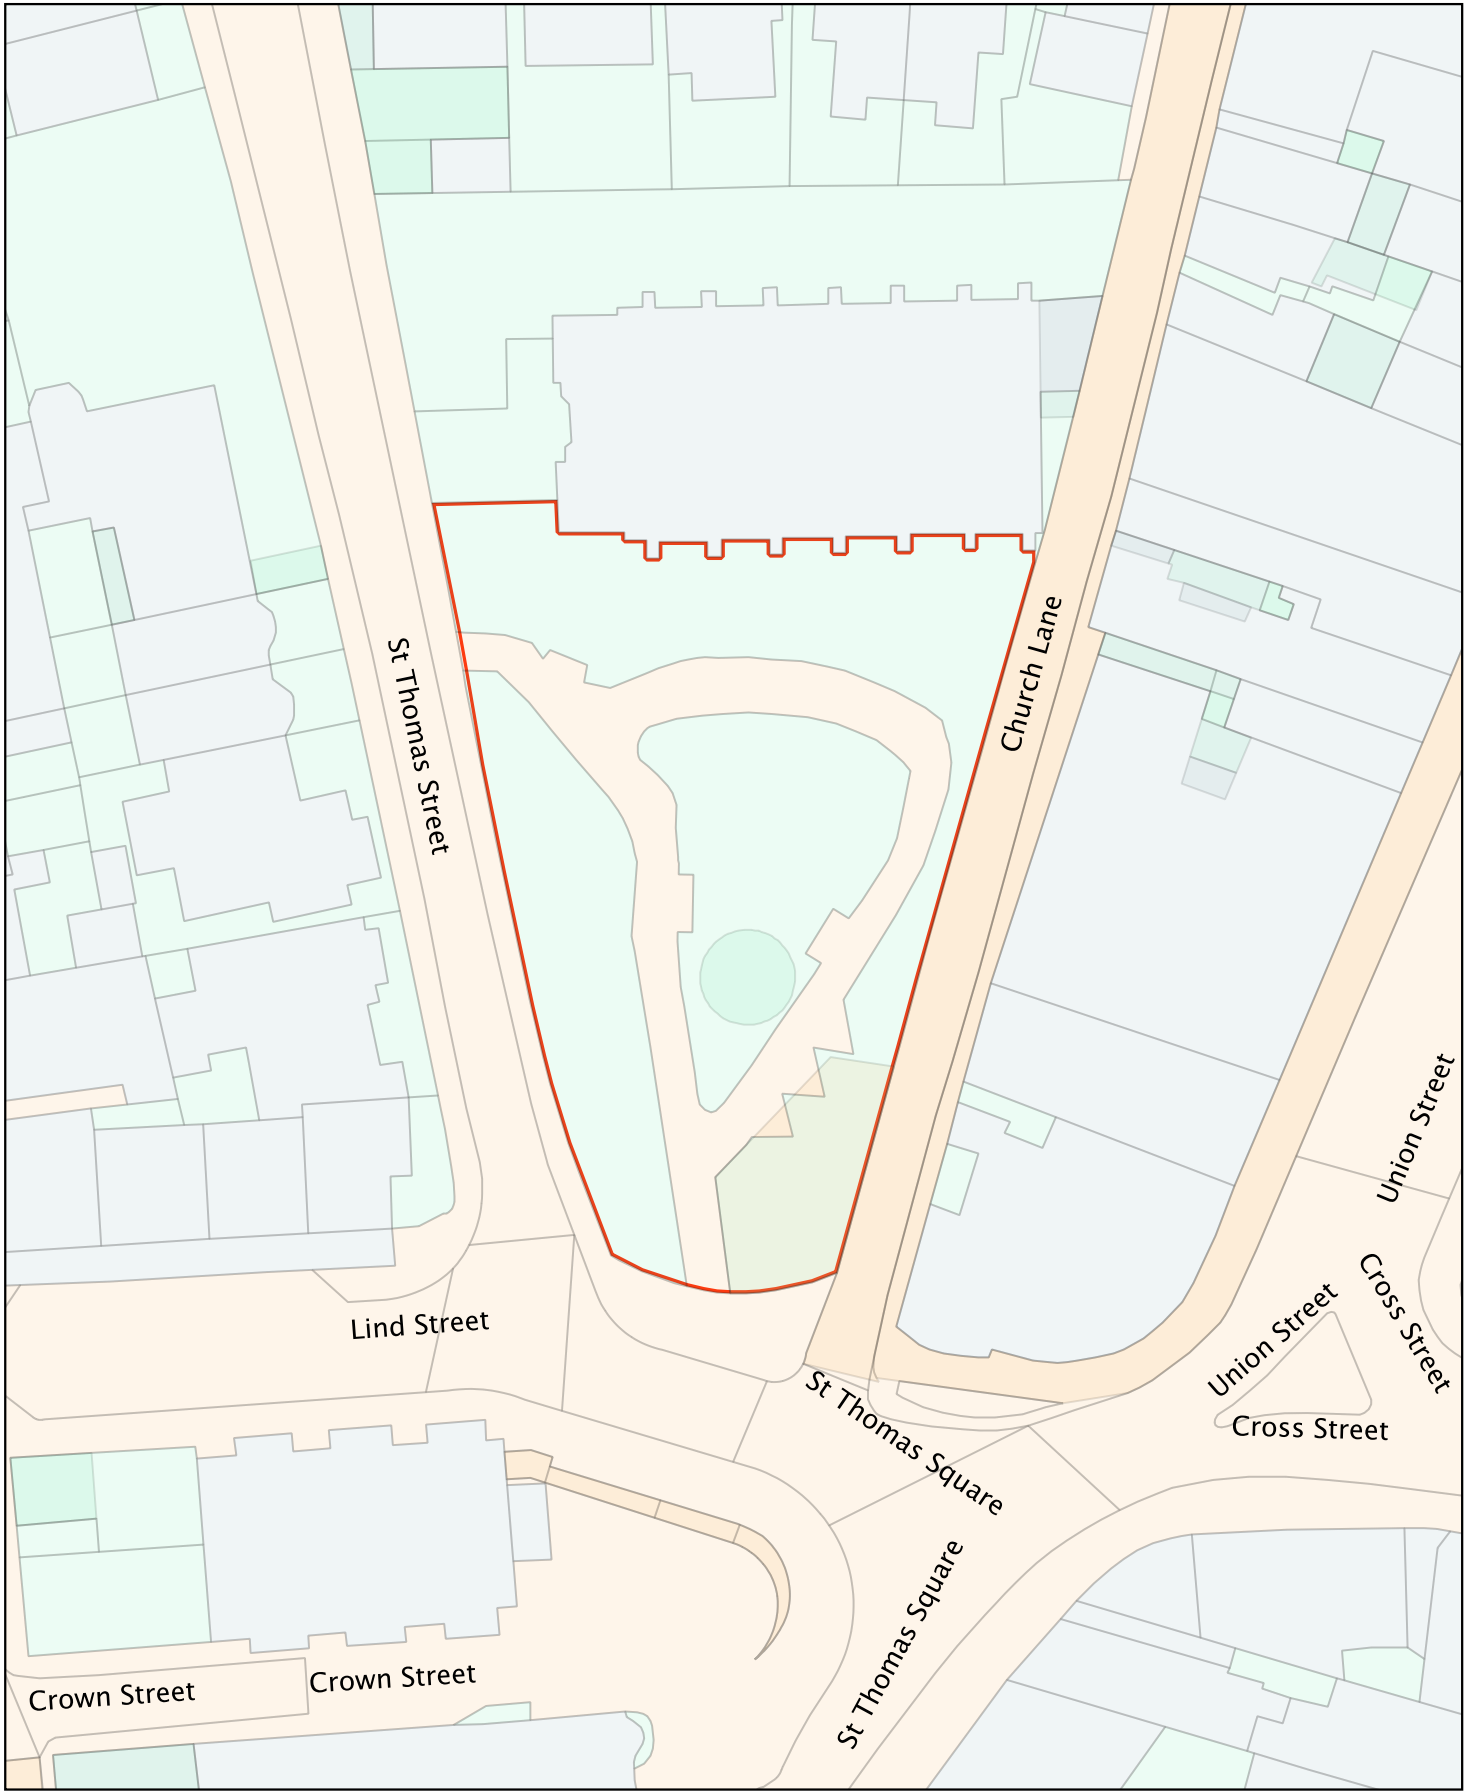 Church Lane
St Thomas Street
Union Street
Cross Street
Union Street
Lind Street
St Thomas Square
Cross Street
St Thomas Square
Crown Street
Crown Street